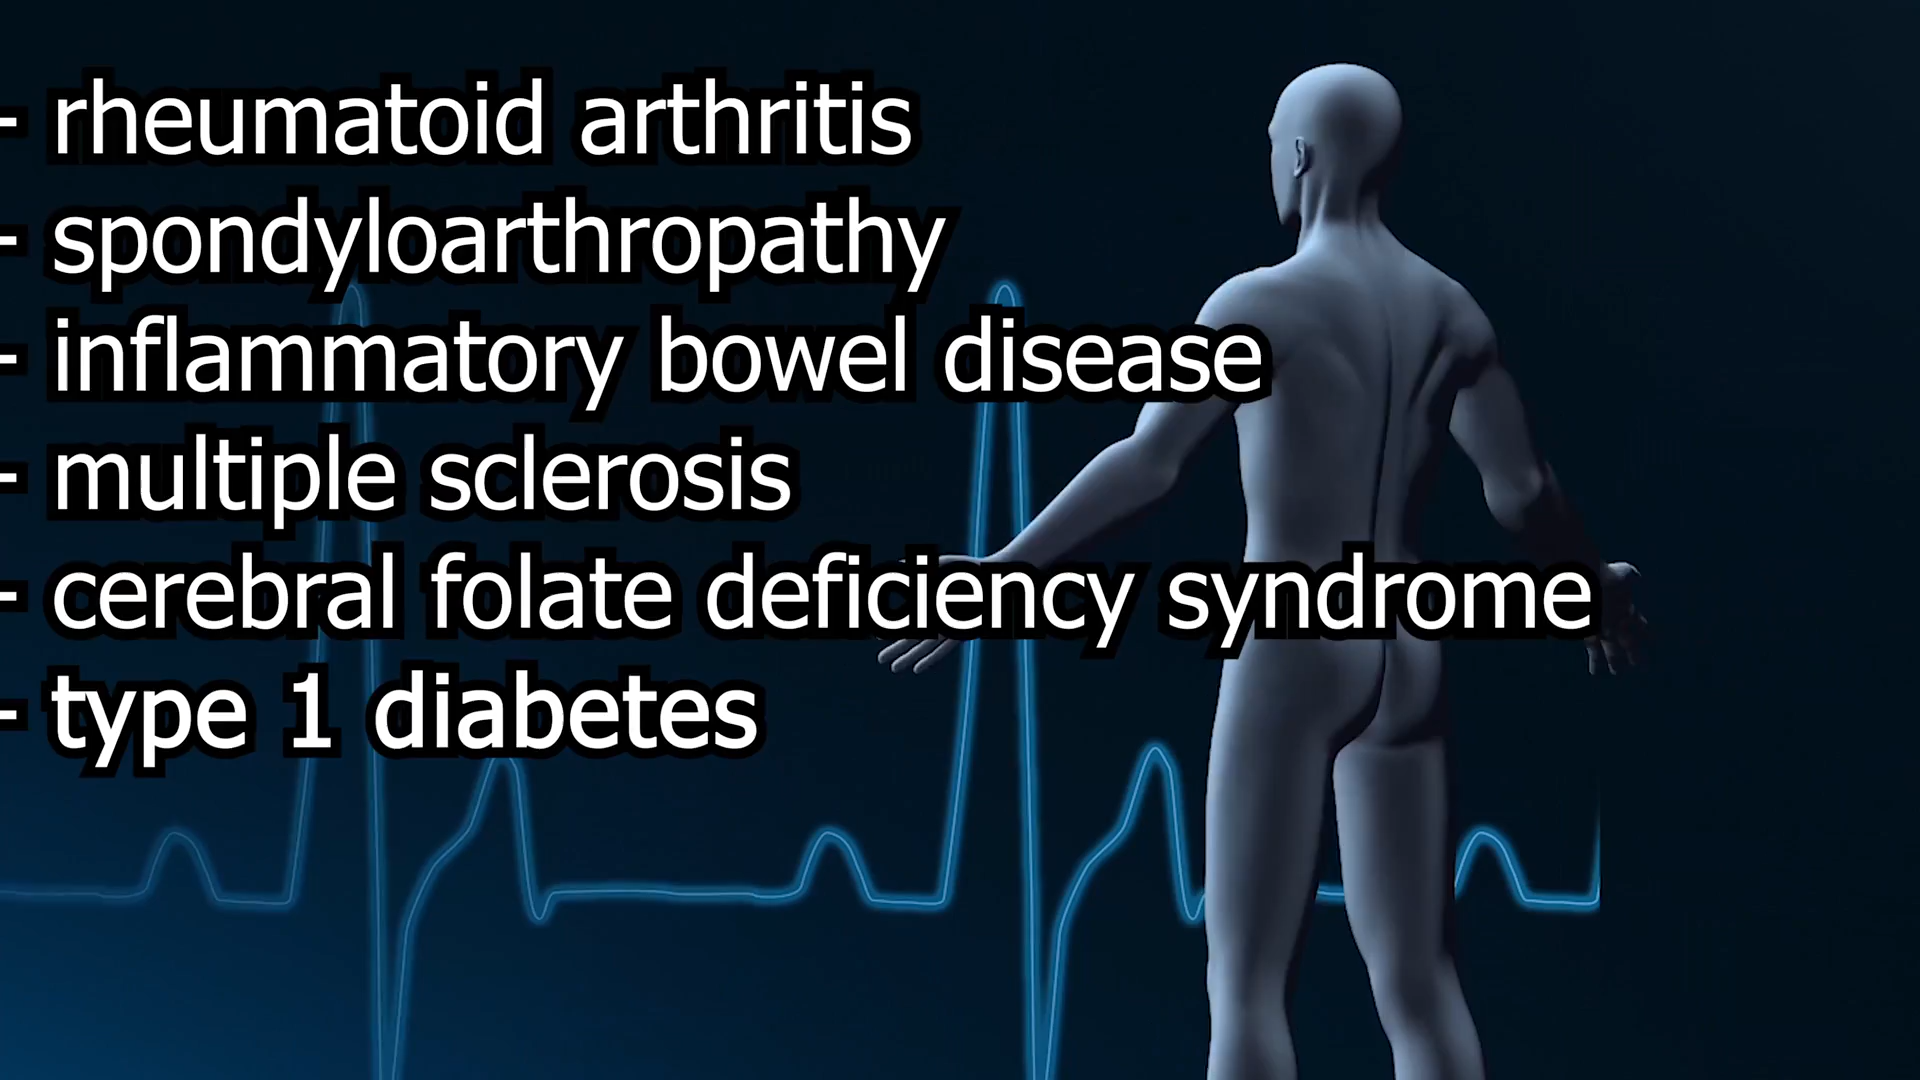 - rheumatoid arthritis
- spondyloarthropathy
- inflammatory bowel disease
- multiple sclerosis
- cerebral folate deficiency syndrome
- type 1 diabetes